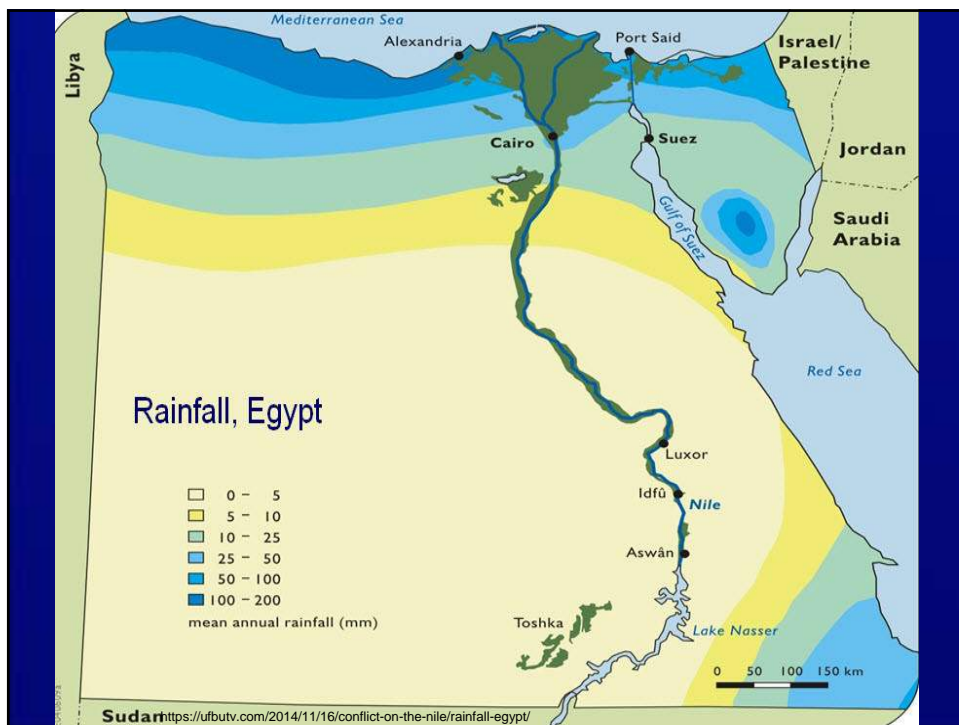 Mediterranean Sea
Alexandria
Port Said
Israel/
Palestine
Libya
Cairo
Suez
Jordan
Gulf of Suez
Saudi
Arabia
Red Sea
Rainfall, Egypt
Luxor
Idfû
Nile
Aswân
0 – 5
5 – 10
10 – 25
25 – 50
50 – 100
100 – 200
mean annual rainfall (mm)
Toshka
Lake Nasser
0 50 100 150 km
Sudan
https://ufbutv.com/2014/11/16/conflict-on-the-nile/rainfall-egypt/